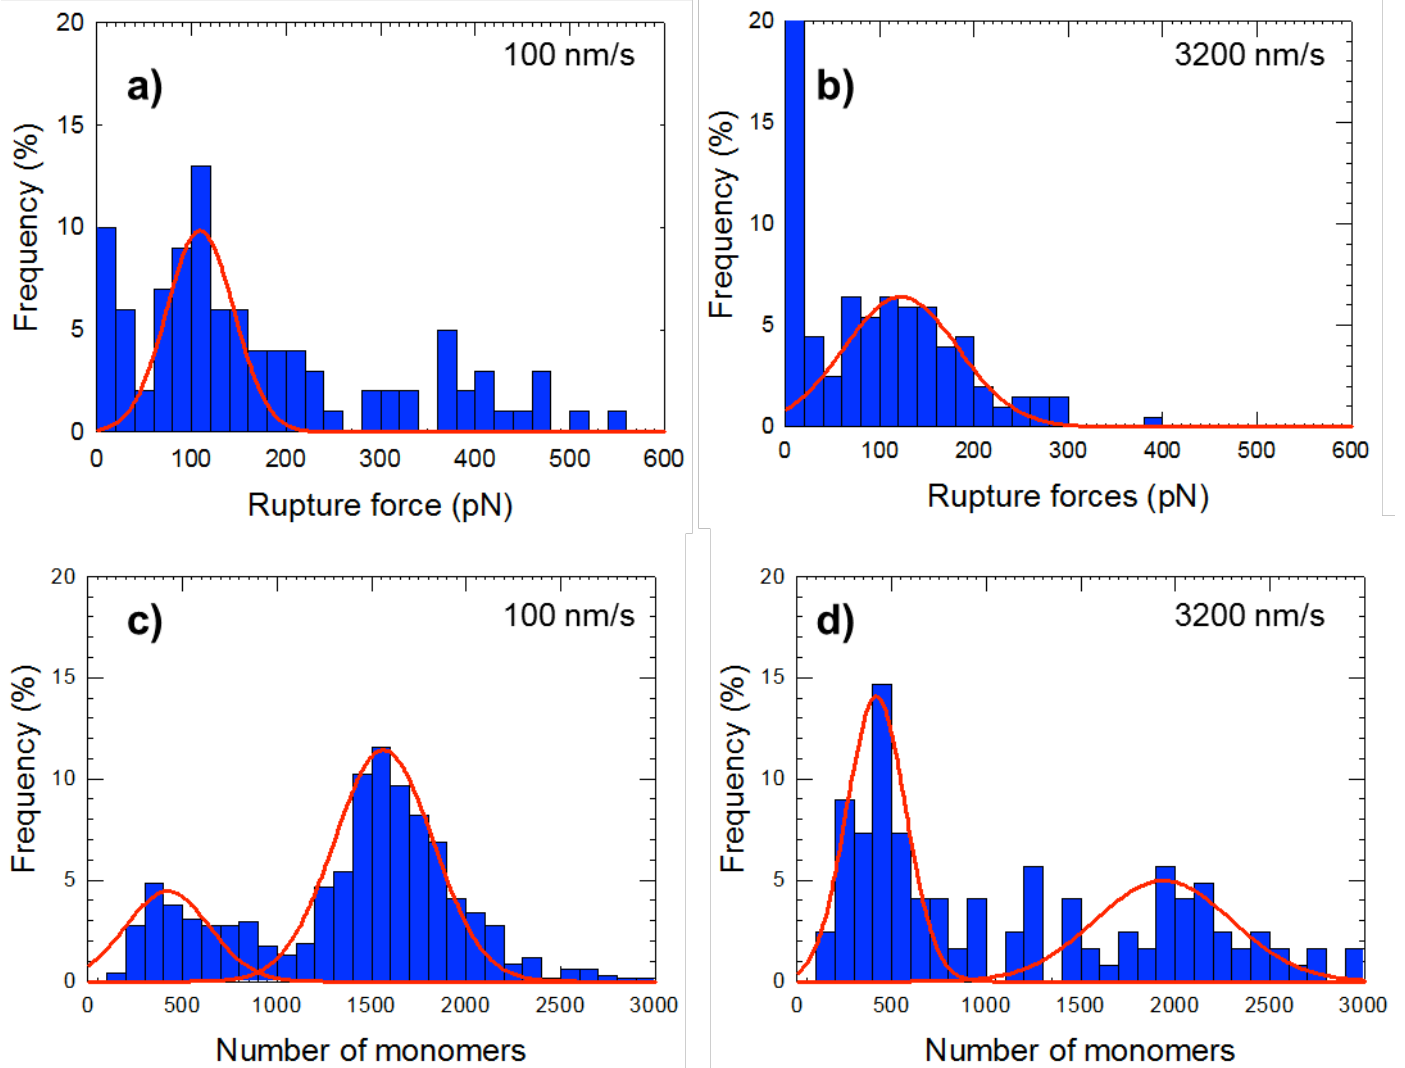 a)
100 nm/s
Frequency (%)
20
15
10
5
0
0 100 200 300 400 500 600
Rupture force (pN)
b)
3200 nm/s
Frequency (%)
20
15
10
5
0
0 100 200 300 400 500 600
Rupture forces (pN)
c)
100 nm/s
Frequency (%)
20
15
10
5
0
0 500 1000 1500 2000 2500 3000
Number of monomers
d)
3200 nm/s
Frequency (%)
20
15
10
5
0
0 500 1000 1500 2000 2500 3000
Number of monomers